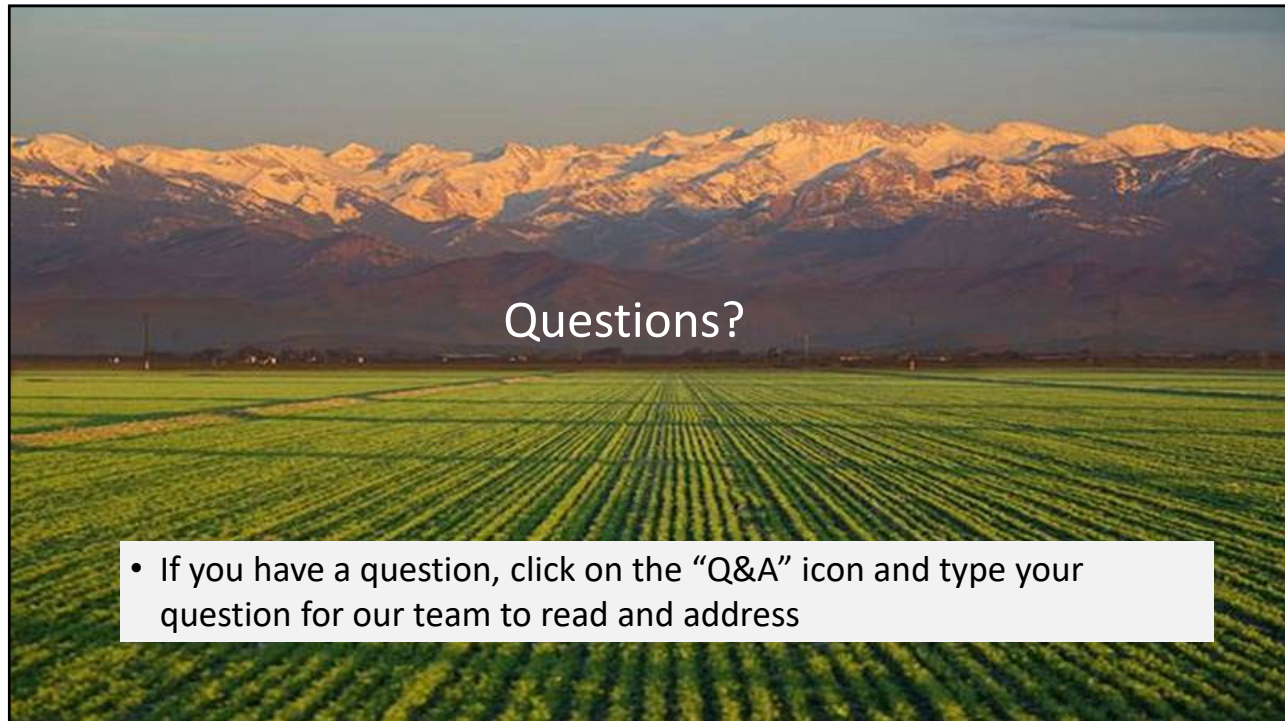 Questions?
• If you have a question, click on the “Q&A” icon and type your
question for our team to read and address